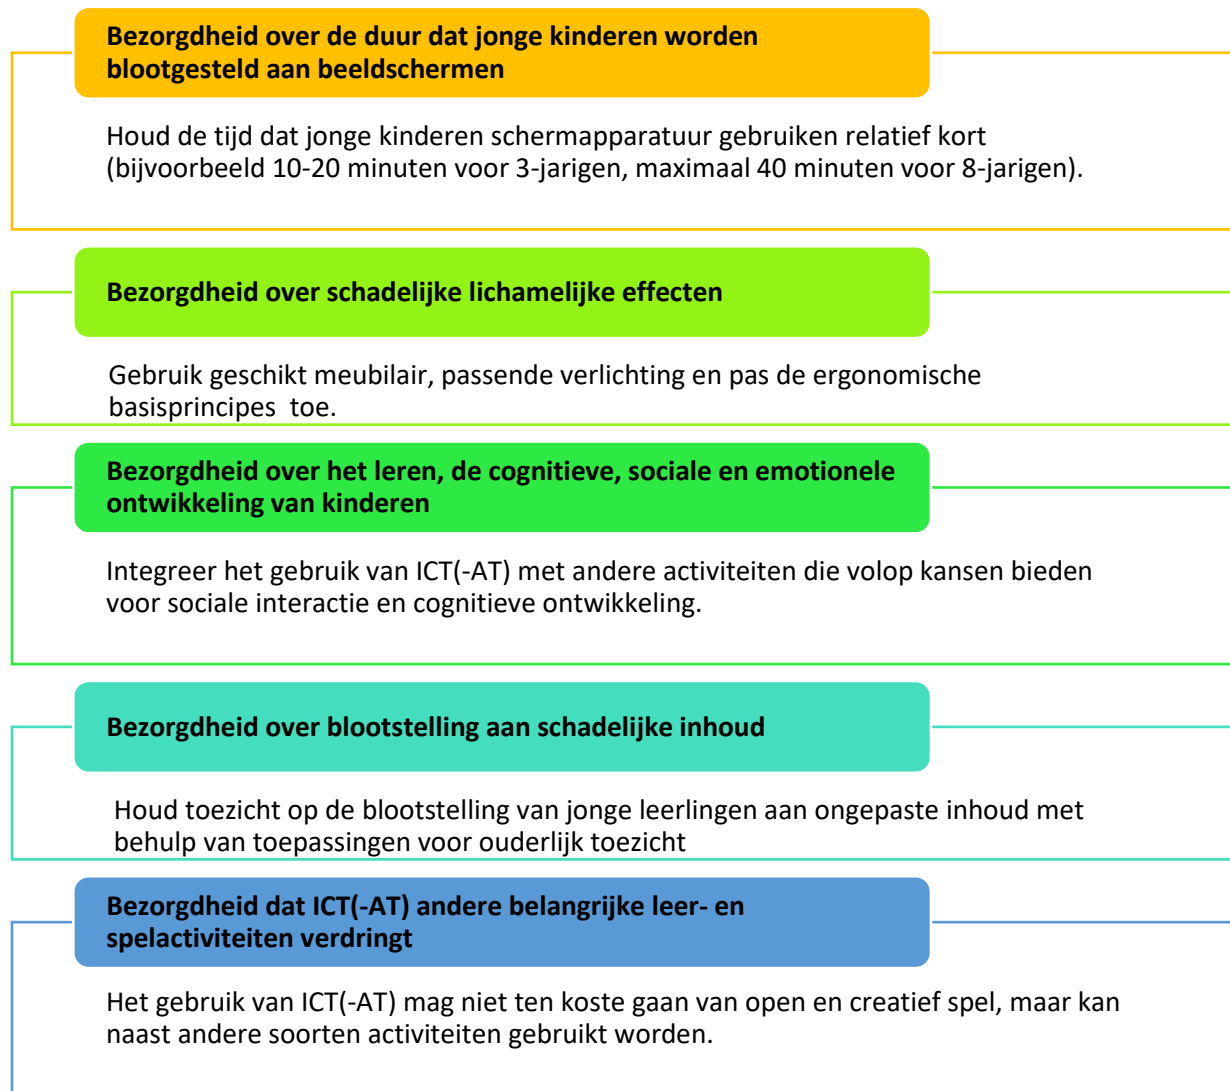 Bezorgdheid over de duur dat jonge kinderen worden
blootgesteld aan beeldschermen
Houd de tijd dat jonge kinderen schermapparatuur gebruiken relatief kort
(bijvoorbeeld 10-20 minuten voor 3-jarigen, maximaal 40 minuten voor 8-jarigen).
Bezorgdheid over schadelijke lichamelijke effecten
Gebruik geschikt meubilair, passende verlichting en pas de ergonomische
basisprincipes  toe.
Bezorgdheid over het leren, de cognitieve, sociale en emotionele
ontwikkeling van kinderen
Integreer het gebruik van ICT(-AT) met andere activiteiten die volop kansen bieden
voor sociale interactie en cognitieve ontwikkeling.
Bezorgdheid over blootstelling aan schadelijke inhoud
Houd toezicht op de blootstelling van jonge leerlingen aan ongepaste inhoud met
behulp van toepassingen voor ouderlijk toezicht
Bezorgdheid dat ICT(-AT) andere belangrijke leer- en
spelactiviteiten verdringt
Het gebruik van ICT(-AT) mag niet ten koste gaan van open en creatief spel, maar kan
naast andere soorten activiteiten gebruikt worden.